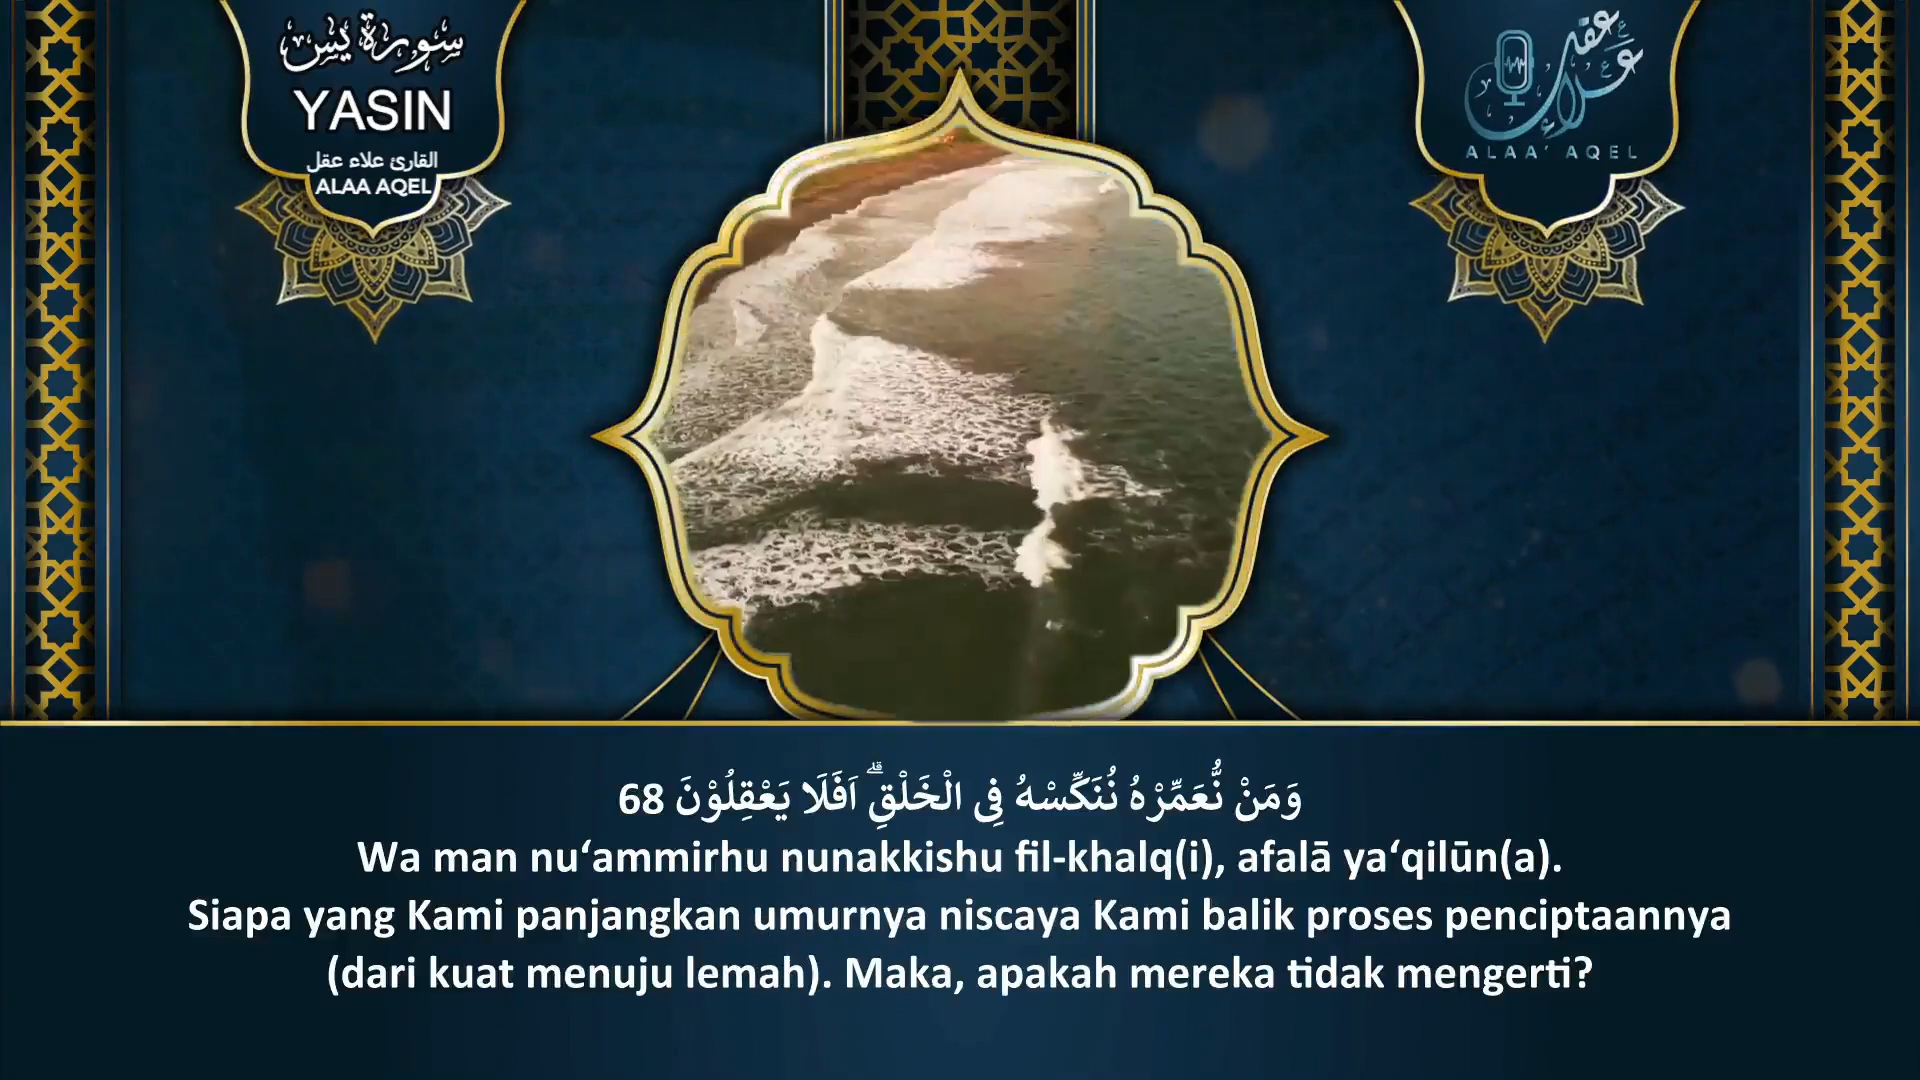 سورة يس
YASIN
القارئ علاء عقل
ALAA AQEL
علاء عقل
ALAA' AQEL
وَمَنْ نُّعَمِّرْهُ نُنَكِّسْهُ فِى الْخَلْقِۗ اَفَلَا يَعْقِلُوْنَ 68
Wa man nu‘ammirhu nunakkishu fil-khalq(i), afalā ya‘qilūn(a).
Siapa yang Kami panjangkan umurnya niscaya Kami balik proses penciptaannya
(dari kuat menuju lemah). Maka, apakah mereka tidak mengerti?